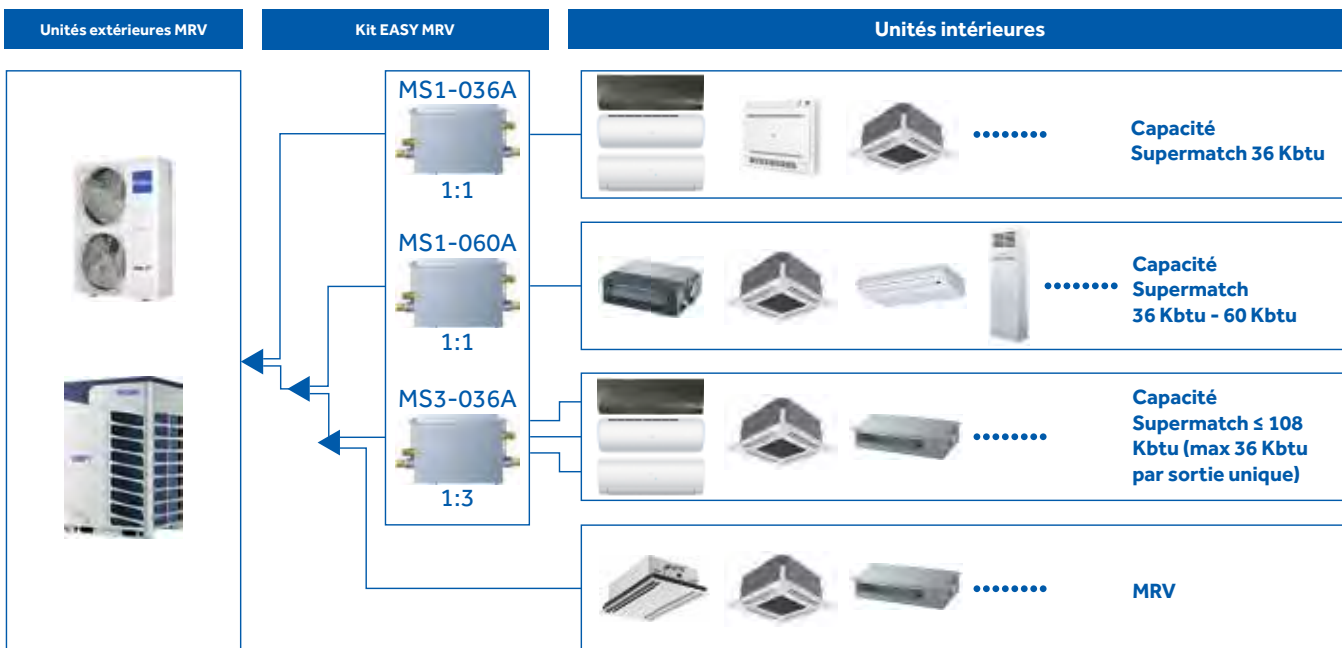 Unités extérieures MRV
Kit EASY MRV
Unités intérieures
MS1-036A
1:1
Capacité
Supermatch 36 Kbtu
MS1-060A
1:1
Capacité
Supermatch
36 Kbtu - 60 Kbtu
MS3-036A
1:3
Capacité
Supermatch ≤ 108
Kbtu (max 36 Kbtu
par sortie unique)
MRV